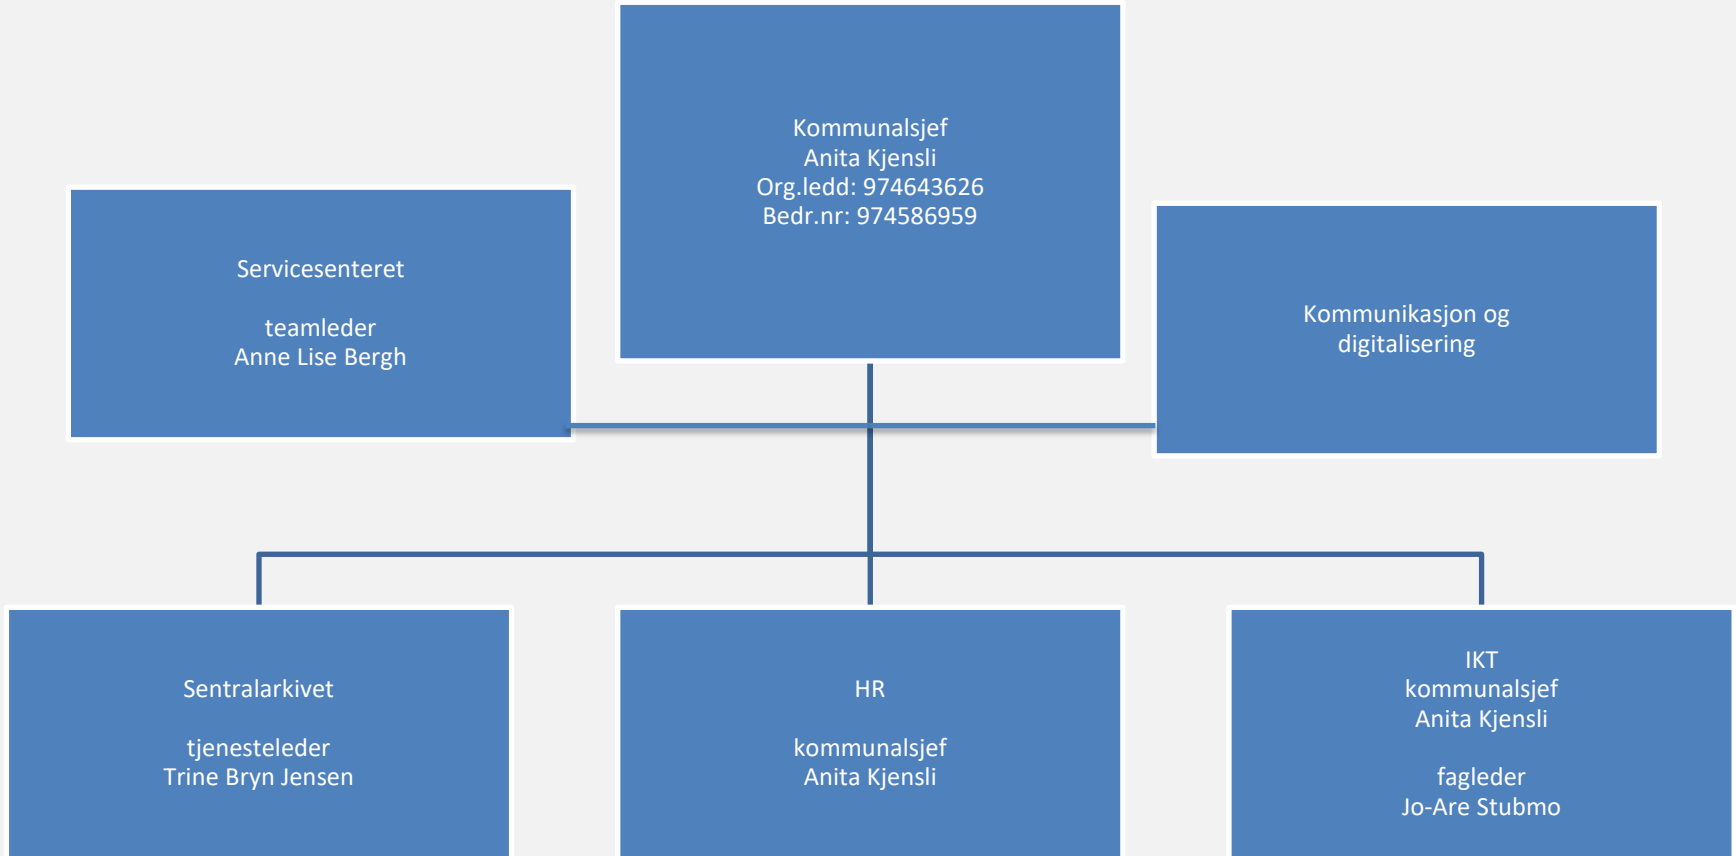 Kommunalsjef
Anita Kjensli
Org.ledd: 974643626
Bedr.nr: 974586959
Servicesenteret
teamleder
Anne Lise Bergh
Kommunikasjon og
digitalisering
Sentralarkivet
tjenesteleder
Trine Bryn Jensen
HR
kommunalsjef
Anita Kjensli
IKT
kommunalsjef
Anita Kjensli
fagleder
Jo-Are Stubmo